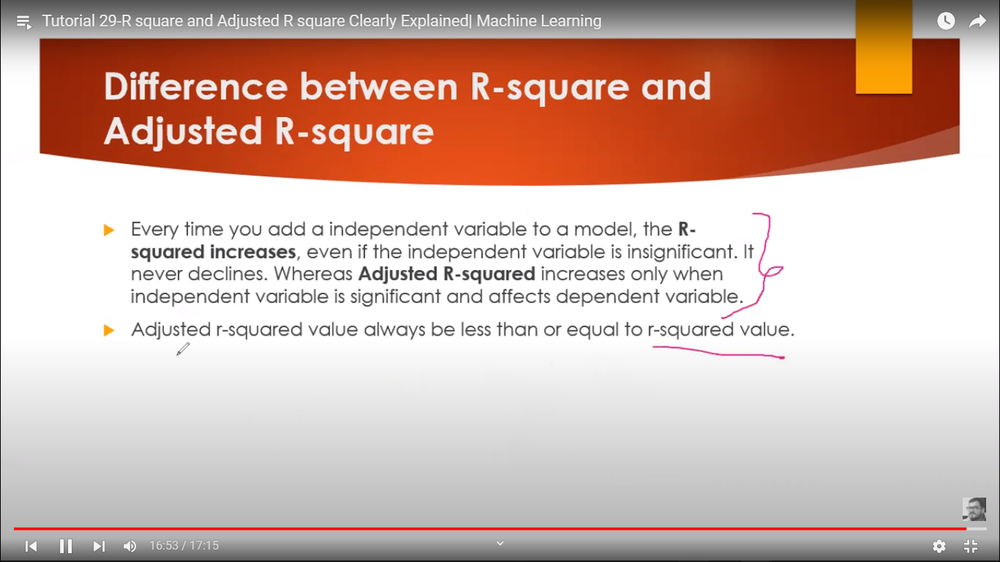 Tutorial 29-R square and Adjusted R square Clearly Explained| Machine Learning
Difference between R-square and
Adjusted R-square
Every time you add a independent variable to a model, the R-
squared increases, even if the independent variable is insignificant. It
never declines. Whereas Adjusted R-squared increases only when
independent variable is significant and affects dependent variable.
Adjusted r-squared value always be less than or equal to r-squared value.
16:53 / 17:15